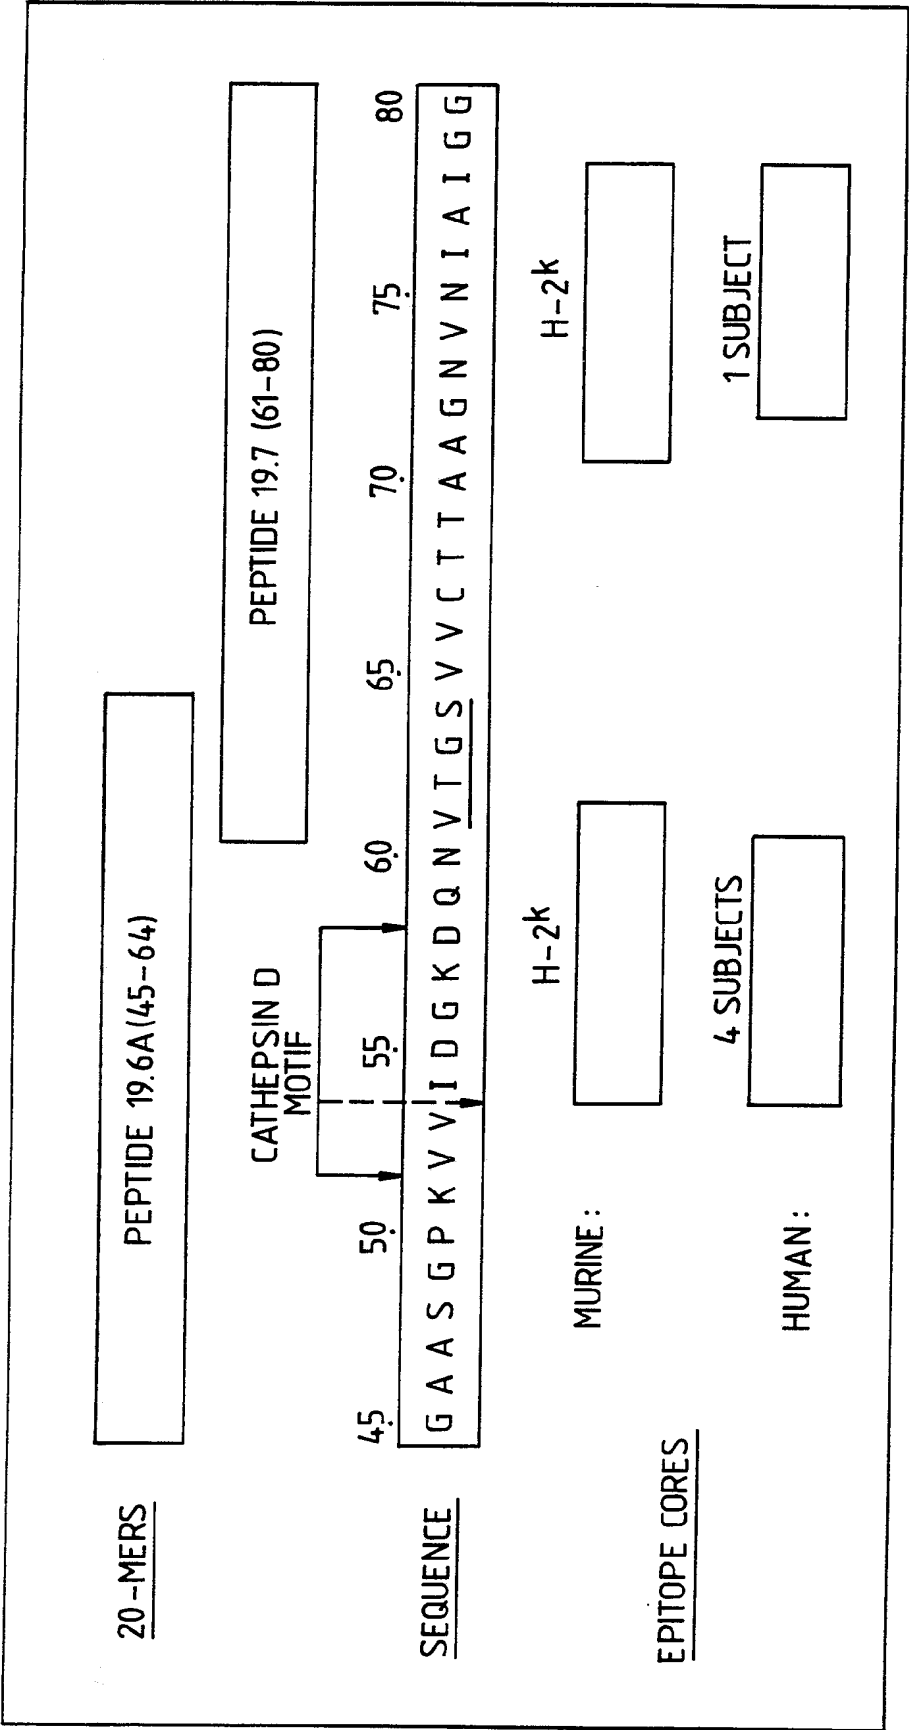 20-MERS
PEPTIDE 19.6A(45-64)
PEPTIDE 19.7 (61-80)
CATHEPSIN D
MOTIF
45 50 55 60 65 70 75 80
SEQUENCE
G A A S G P K V V I D G K D Q N V T G S V V C T T A A G N V N I A I G G
EPITOPE CORES
MURINE :
H-2k
H-2k
HUMAN :
4 SUBJECTS
1 SUBJECT